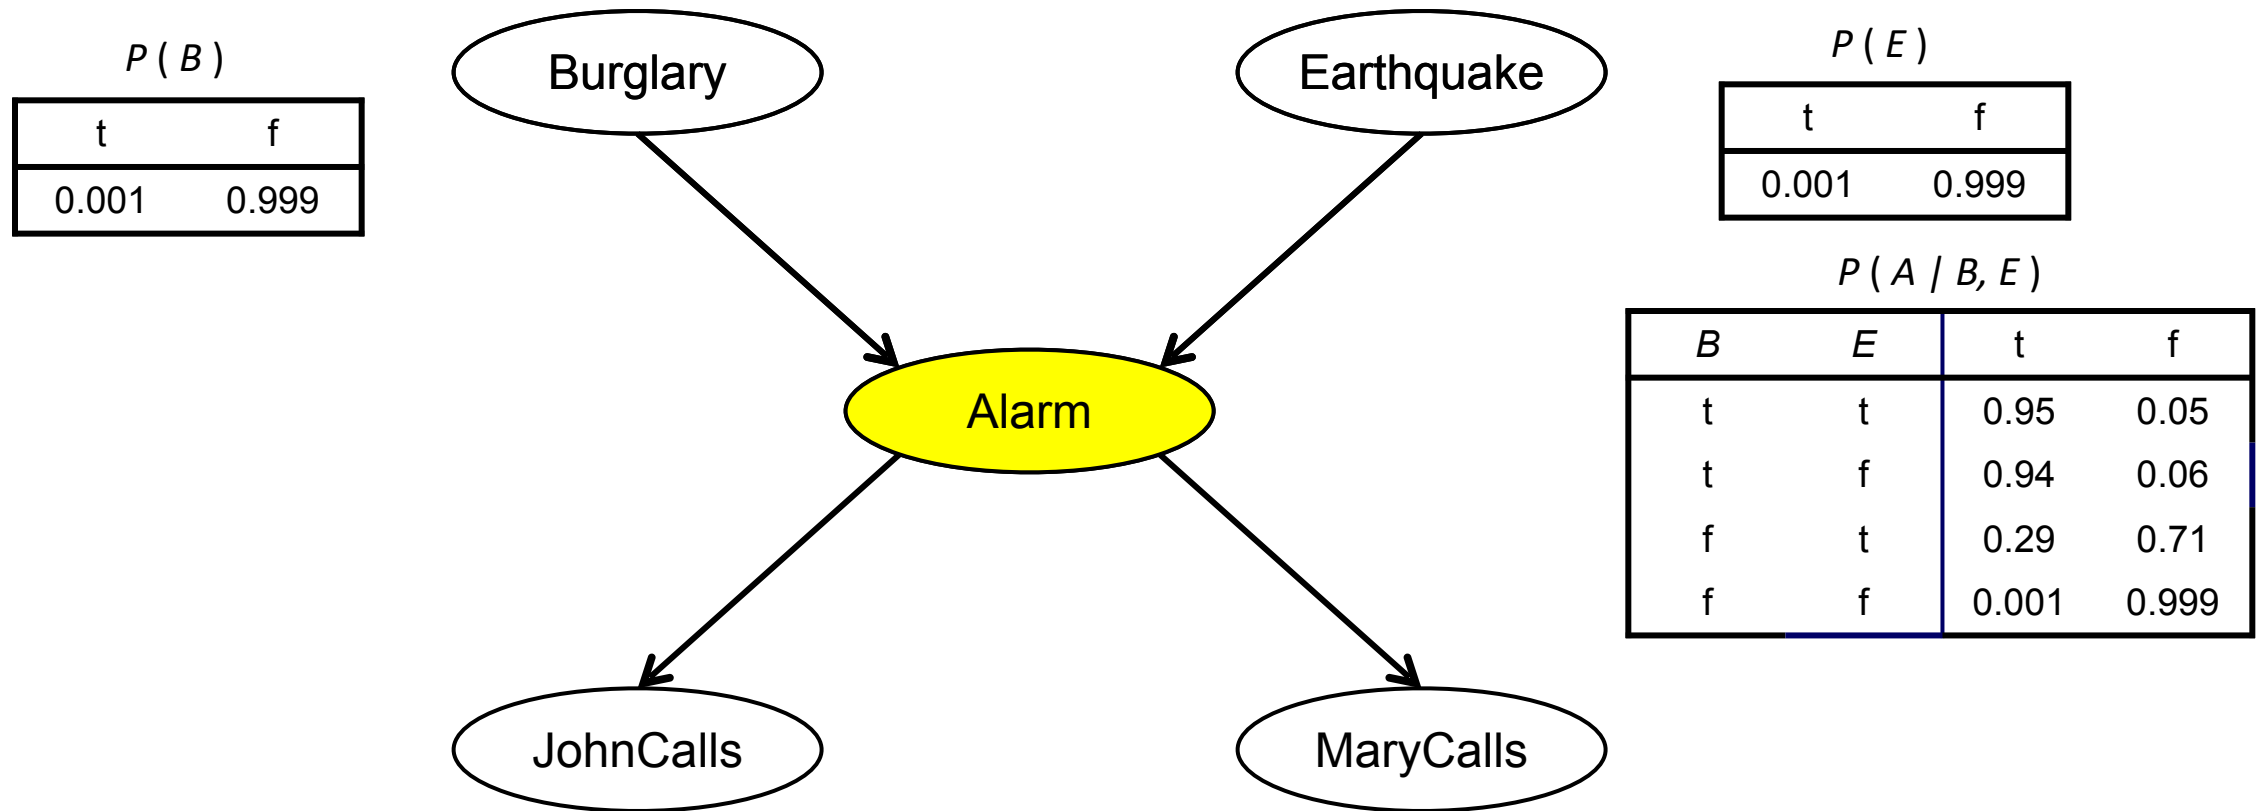 P ( B )
t f
0.001 0.999
Burglary
Earthquake
P ( E )
t f
0.001 0.999
P ( A | B, E )
B E t f
t t 0.95 0.05
t f 0.94 0.06
f t 0.29 0.71
f f 0.001 0.999
Alarm
JohnCalls
MaryCalls